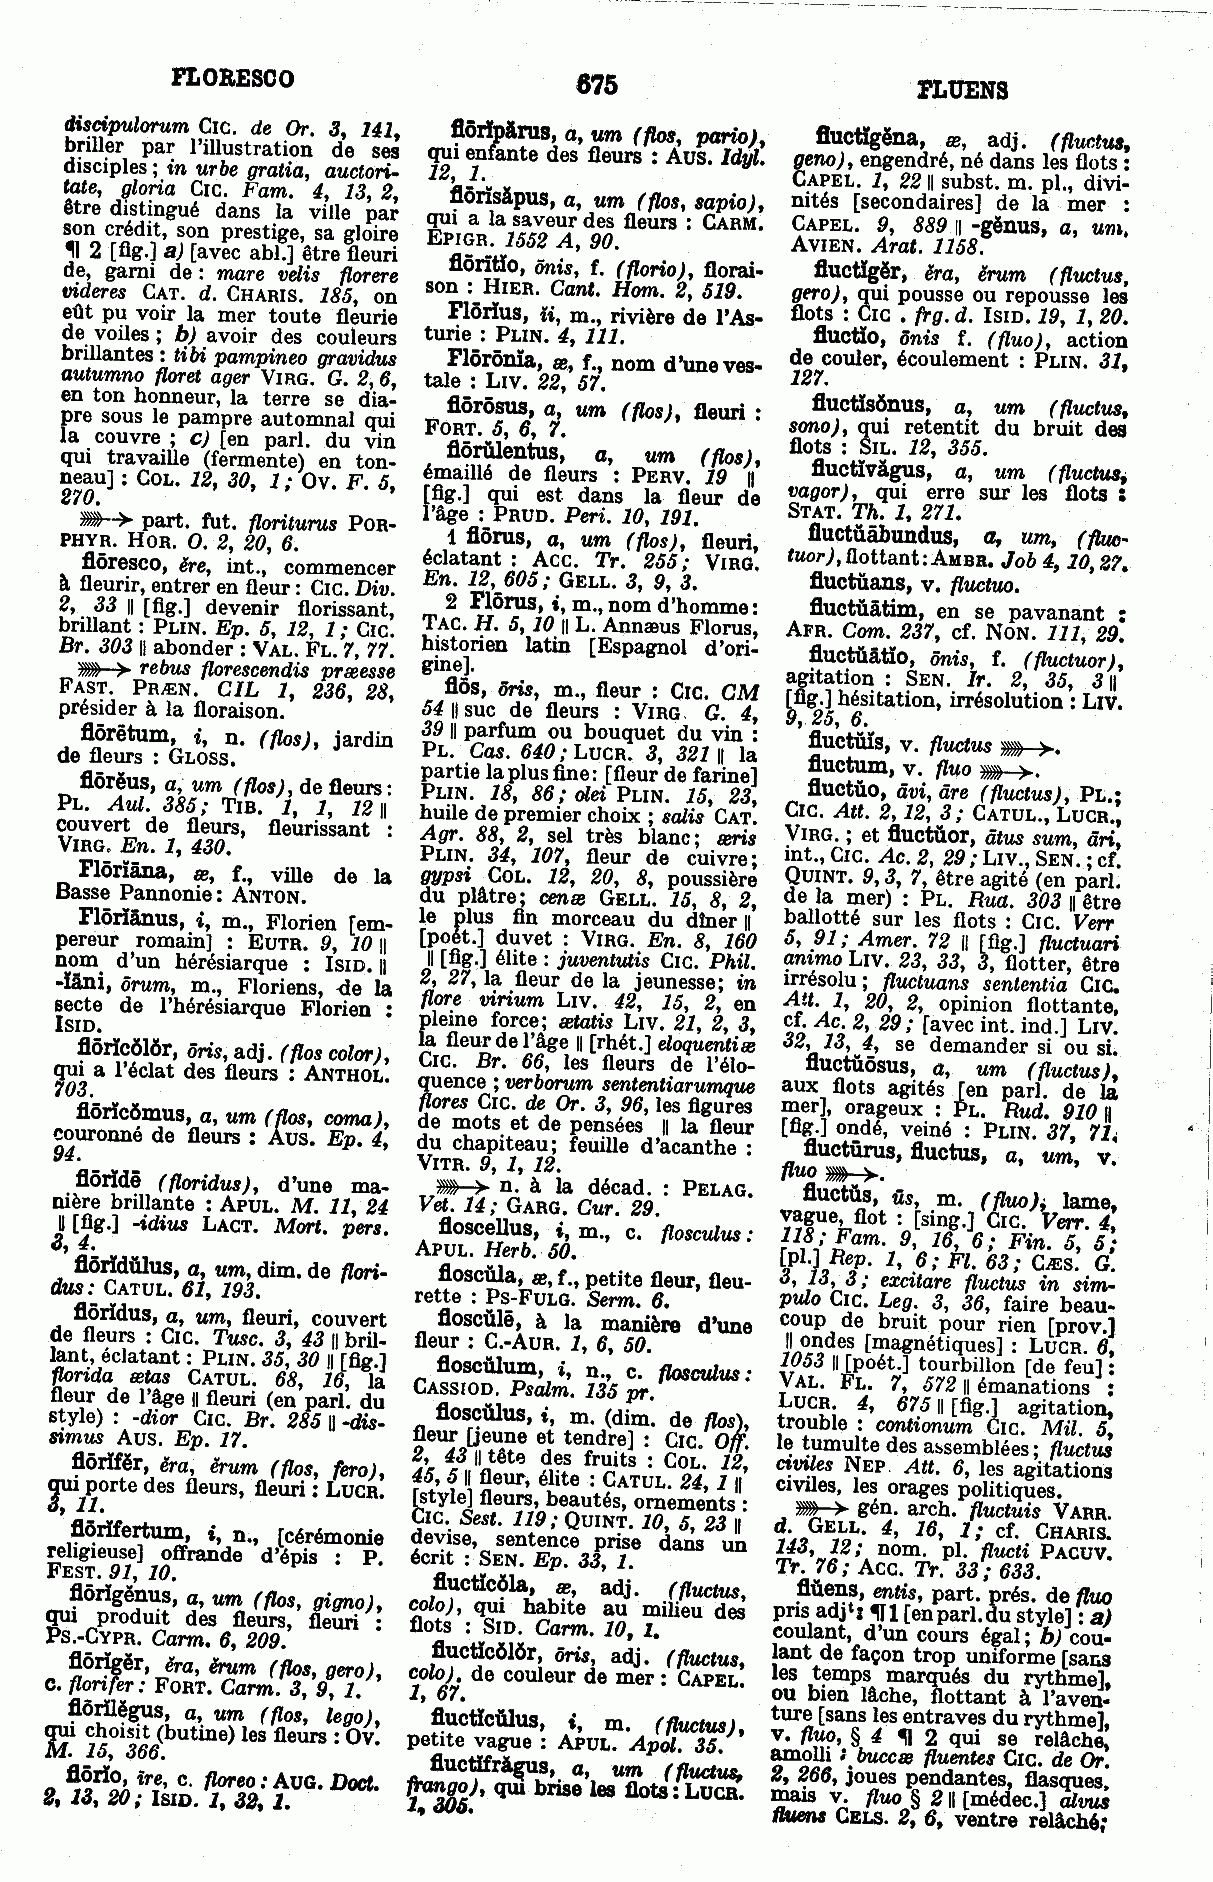 FLORESCO
675
FLUENS
discipulorum CIC. de Or. 3, 141,
briller par l'illustration de ses
disciples ; in urbe gratia, auctori-
tate, gloria CIC. Fam. 4, 13, 2,
être distingué dans la ville par
son crédit, son prestige, sa gloire
¶ 2 [fig.] a) [avec abl.] être fleuri
de, garni de : mare velis florere
videres CAT. d. CHARIS. 185, on
eût pu voir la mer toute fleurie
de voiles ; b) avoir des couleurs
brillantes : tibi pampineo gravidus
autumno floret ager VIRG. G. 2, 6,
en ton honneur, la terre se dia-
pre sous le pampre automnal qui
la couvre ; c) [en parl. du vin
qui travaille (fermente) en ton-
neau] : COL. 12, 30, 1 ; OV. F. 5,
270.
⟫⟶ part. fut. floriturus POR-
PHYR. HOR. O. 2, 20, 6.
flōresco, ĕre, int., commencer
à fleurir, entrer en fleur : CIC. Div.
2, 33 ‖ [fig.] devenir florissant,
brillant : PLIN. Ep. 5, 12, 1 ; CIC.
Br. 303 ‖ abonder : VAL. FL. 7, 77.
⟫⟶ rebus florescendis præesse
FAST. PRÆN. CIL 1, 236, 28,
présider à la floraison.
flōrētum, i, n. (flos), jardin
de fleurs : GLOSS.
flōrĕus, a, um (flos), de fleurs :
PL. Aul. 385 ; TIB. 1, 1, 12 ‖
couvert de fleurs, fleurissant :
VIRG. En. 1, 430.
Flōrĭāna, æ, f., ville de la
Basse Pannonie : ANTON.
Flōrĭānus, i, m., Florien [em-
pereur romain] : EUTR. 9, 10 ‖
nom d'un hérésiarque : ISID. ‖
-ĭāni, ōrum, m., Floriens, de la
secte de l'hérésiarque Florien :
ISID.
flōrĭcŏlŏr, ōris, adj. (flos color),
qui a l'éclat des fleurs : ANTHOL.
703.
flōrĭcŏmus, a, um (flos, coma),
couronné de fleurs : AUS. Ep. 4,
94.
flōrĭdē (floridus), d'une ma-
nière brillante : APUL. M. 11, 24
‖ [fig.] -idius LACT. Mort. pers.
3, 4.
flōrĭdŭlus, a, um, dim. de flori-
dus : CATUL. 61, 193.
flōrĭdus, a, um, fleuri, couvert
de fleurs : CIC. Tusc. 3, 43 ‖ bril-
lant, éclatant : PLIN. 35, 30 ‖ [fig.]
florida ætas CATUL. 68, 16, la
fleur de l'âge ‖ fleuri (en parl. du
style) : -dior CIC. Br. 285 ‖ -dis-
simus AUS. Ep. 17.
flōrĭfĕr, ĕra, ĕrum (flos, fero),
qui porte des fleurs, fleuri : LUCR.
3, 11.
flōrĭfertum, i, n., [cérémonie
religieuse] offrande d'épis : P.
FEST. 91, 10.
flōrĭgĕnus, a, um (flos, gigno),
qui produit des fleurs, fleuri :
PS.-CYPR. Carm. 6, 209.
flōrĭgĕr, ĕra, ĕrum (flos, gero),
c. florifer : FORT. Carm. 3, 9, 1.
flōrĭlĕgus, a, um (flos, lego),
qui choisit (butine) les fleurs : OV.
M. 15, 366.
flōrĭo, īre, c. floreo : AUG. Doct.
2, 13, 20 ; ISID. 1, 32, 1.
flōrĭpărus, a, um (flos, pario),
qui enfante des fleurs : AUS. Idyl.
12, 1.
flōrĭsăpus, a, um (flos, sapio),
qui a la saveur des fleurs : CARM.
EPIGR. 1552 A, 90.
flōrĭtĭo, ōnis, f. (florio), florai-
son : HIER. Cant. Hom. 2, 519.
Flōrĭus, ĭi, m., rivière de l'As-
turie : PLIN. 4, 111.
Flōrōnĭa, æ, f., nom d'une ves-
tale : LIV. 22, 57.
flōrōsus, a, um (flos), fleuri :
FORT. 5, 6, 7.
flōrŭlentus, a, um (flos),
émaillé de fleurs : PERV. 19 ‖
[fig.] qui est dans la fleur de
l'âge : PRUD. Peri. 10, 191.
1 flōrus, a, um (flos), fleuri,
éclatant : ACC. Tr. 255 ; VIRG.
En. 12, 605 ; GELL. 3, 9, 3.
2 Flōrus, i, m., nom d'homme :
TAC. H. 5, 10 ‖ L. Annæus Florus,
historien latin [Espagnol d'ori-
gine].
flōs, ōris, m., fleur : CIC. CM
54 ‖ suc de fleurs : VIRG. G. 4,
39 ‖ parfum ou bouquet du vin :
PL. Cas. 640 ; LUCR. 3, 321 ‖ la
partie la plus fine : [fleur de farine]
PLIN. 18, 86 ; olei PLIN. 15, 23,
huile de premier choix ; salis CAT.
Agr. 88, 2, sel très blanc ; æris
PLIN. 34, 107, fleur de cuivre ;
gypsi COL. 12, 20, 8, poussière
du plâtre ; cenæ GELL. 15, 8, 2,
le plus fin morceau du dîner ‖
[poét.] duvet : VIRG. En. 8, 160
‖ [fig.] élite : juventutis CIC. Phil.
2, 27, la fleur de la jeunesse ; in
flore virium LIV. 42, 15, 2, en
pleine force ; ætatis LIV. 21, 2, 3,
la fleur de l'âge ‖ [rhét.] eloquentiæ
CIC. Br. 66, les fleurs de l'élo-
quence ; verborum sententiarumque
flores CIC. de Or. 3, 96, les figures
de mots et de pensées ‖ la fleur
du chapiteau ; feuille d'acanthe :
VITR. 9, 1, 12.
⟫⟶ n. à la décad. : PELAG.
Vet. 14 ; GARG. Cur. 29.
floscellus, i, m., c. flosculus :
APUL. Herb. 50.
floscŭla, æ, f., petite fleur, fleu-
rette : PS-FULG. Serm. 6.
floscŭlē, à la manière d'une
fleur : C.-AUR. 1, 6, 50.
floscŭlum, i, n., c. flosculus :
CASSIOD. Psalm. 135 pr.
floscŭlus, i, m. (dim. de flos),
fleur [jeune et tendre] : CIC. Off.
2, 43 ‖ tête des fruits : COL. 12,
45, 5 ‖ fleur, élite : CATUL. 24, 1 ‖
[style] fleurs, beautés, ornements :
CIC. Sest. 119 ; QUINT. 10, 5, 23 ‖
devise, sentence prise dans un
écrit : SEN. Ep. 33, 1.
fluctĭcŏla, æ, adj. (fluctus,
colo), qui habite au milieu des
flots : SID. Carm. 10, 1.
fluctĭcŏlŏr, ōris, adj. (fluctus,
colo), de couleur de mer : CAPEL.
1, 67.
fluctĭcŭlus, i, m. (fluctus),
petite vague : APUL. Apol. 35.
fluctĭfrăgus, a, um (fluctus,
frango), qui brise les flots : LUCR.
1, 305.
fluctĭgĕna, æ, adj. (fluctus,
geno), engendré, né dans les flots :
CAPEL. 1, 22 ‖ subst. m. pl., divi-
nités [secondaires] de la mer :
CAPEL. 9, 889 ‖ -gĕnus, a, um,
AVIEN. Arat. 1158.
fluctĭgĕr, ĕra, ĕrum (fluctus,
gero), qui pousse ou repousse les
flots : CIC . frg. d. ISID. 19, 1, 20.
fluctĭo, ōnis f. (fluo), action
de couler, écoulement : PLIN. 31,
127.
fluctĭsŏnus, a, um (fluctus,
sono), qui retentit du bruit des
flots : SIL. 12, 355.
fluctĭvăgus, a, um (fluctus,
vagor), qui erre sur les flots :
STAT. Th. 1, 271.
fluctŭābundus, a, um, (fluc-
tuor), flottant : AMBR. Job 4, 10, 27.
fluctŭans, v. fluctuo.
fluctŭātim, en se pavanant :
AFR. Com. 237, cf. NON. 111, 29.
fluctŭātĭo, ōnis, f. (fluctuor),
agitation : SEN. Ir. 2, 35, 3 ‖
[fig.] hésitation, irrésolution : LIV.
9, 25, 6.
fluctŭis, v. fluctus ⟫⟶.
fluctum, v. fluo ⟫⟶.
fluctŭo, āvi, āre (fluctus), PL. ;
CIC. Att. 2, 12, 3 ; CATUL., LUCR.,
VIRG. ; et fluctŭor, ātus sum, āri,
int., CIC. Ac. 2, 29 ; LIV., SEN. ; cf.
QUINT. 9, 3, 7, être agité (en parl.
de la mer) : PL. Rua. 303 ‖ être
ballotté sur les flots : CIC. Verr
5, 91 ; Amer. 72 ‖ [fig.] fluctuari
animo LIV. 23, 33, 3, flotter, être
irrésolu ; fluctuans sententia CIC.
Att. 1, 20, 2, opinion flottante,
cf. Ac. 2, 29 ; [avec int. ind.] LIV.
32, 13, 4, se demander si ou si.
fluctŭōsus, a, um (fluctus),
aux flots agités [en parl. de la
mer], orageux : PL. Rud. 910 ‖
[fig.] ondé, veiné : PLIN. 37, 71.
fluctūrus, fluctus, a, um, v.
fluo ⟫⟶.
fluctŭs, ūs, m. (fluo), lame,
vague, flot : [sing.] CIC. Verr. 4,
118 ; Fam. 9, 16, 6 ; Fin. 5, 5 ;
[pl.] Rep. 1, 6 ; Fl. 63 ; CÆS. G.
3, 13, 3 ; excitare fluctus in sim-
pulo CIC. Leg. 3, 36, faire beau-
coup de bruit pour rien [prov.]
‖ ondes [magnétiques] : LUCR. 6,
1053 ‖ [poét.] tourbillon [de feu] :
VAL. FL. 7, 572 ‖ émanations :
LUCR. 4, 675 ‖ [fig.] agitation,
trouble : contionum CIC. Mil. 5,
le tumulte des assemblées ; fluctus
civiles NEP. Att. 6, les agitations
civiles, les orages politiques.
⟫⟶ gén. arch. fluctuis VARR.
d. GELL. 4, 16, 1 ; cf. CHARIS.
143, 12 ; nom. pl. flucti PACUV.
Tr. 76 ; ACC. Tr. 33 ; 633.
flŭens, entis, part. prés. de fluo
pris adjᵗ : ¶ 1 [en parl. du style] : a)
coulant, d'un cours égal ; b) cou-
lant de façon trop uniforme [sans
les temps marqués du rythme],
ou bien lâche, flottant à l'aven-
ture [sans les entraves du rythme],
v. fluo, § 4 ¶ 2 qui se relâche,
amolli : buccæ fluentes CIC. de Or.
2, 266, joues pendantes, flasques,
mais v. fluo § 2 ‖ [médec.] alvus
fluens CELS. 2, 6, ventre relâché ;